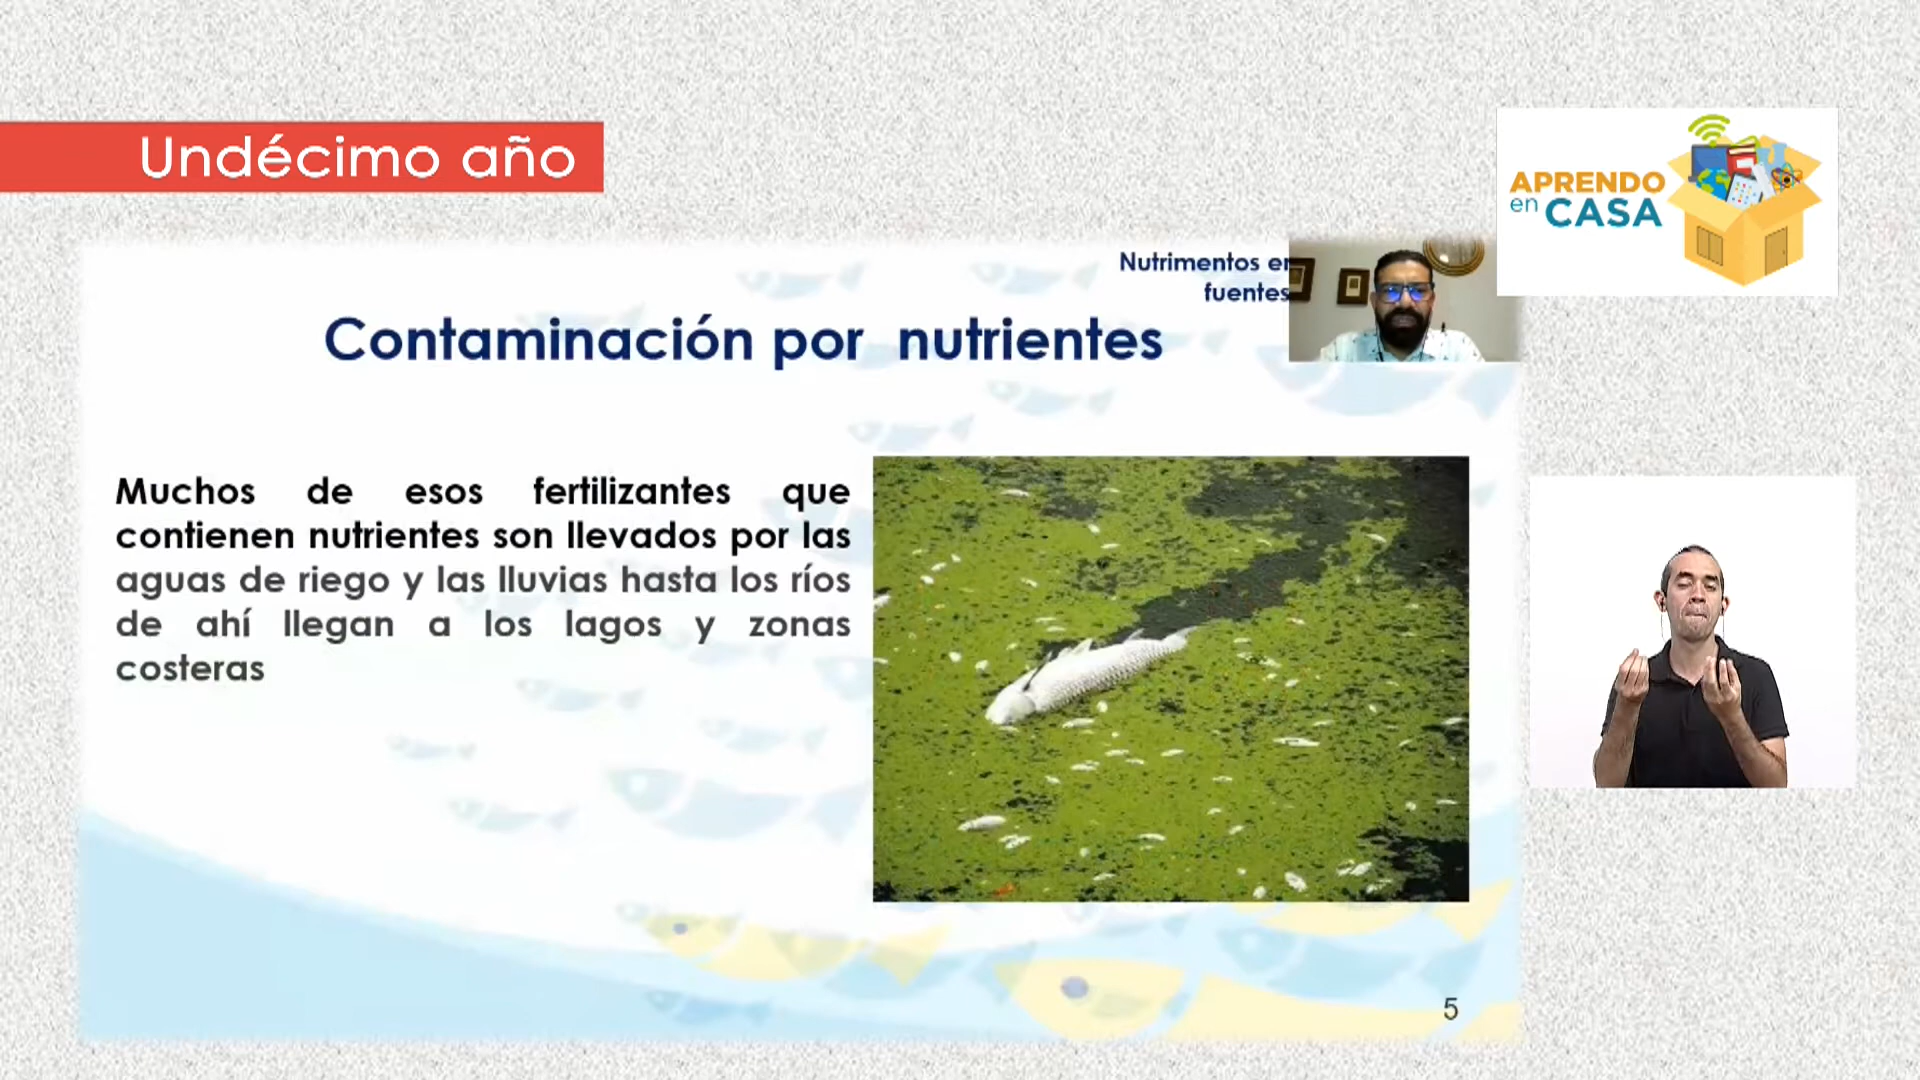 Undécimo año
APRENDO
en CASA
Nutrimentos en
fuentes
Contaminación por nutrientes
Muchos de esos fertilizantes que
contienen nutrientes son llevados por las
aguas de riego y las lluvias hasta los ríos
de ahí llegan a los lagos y zonas
costeras
5